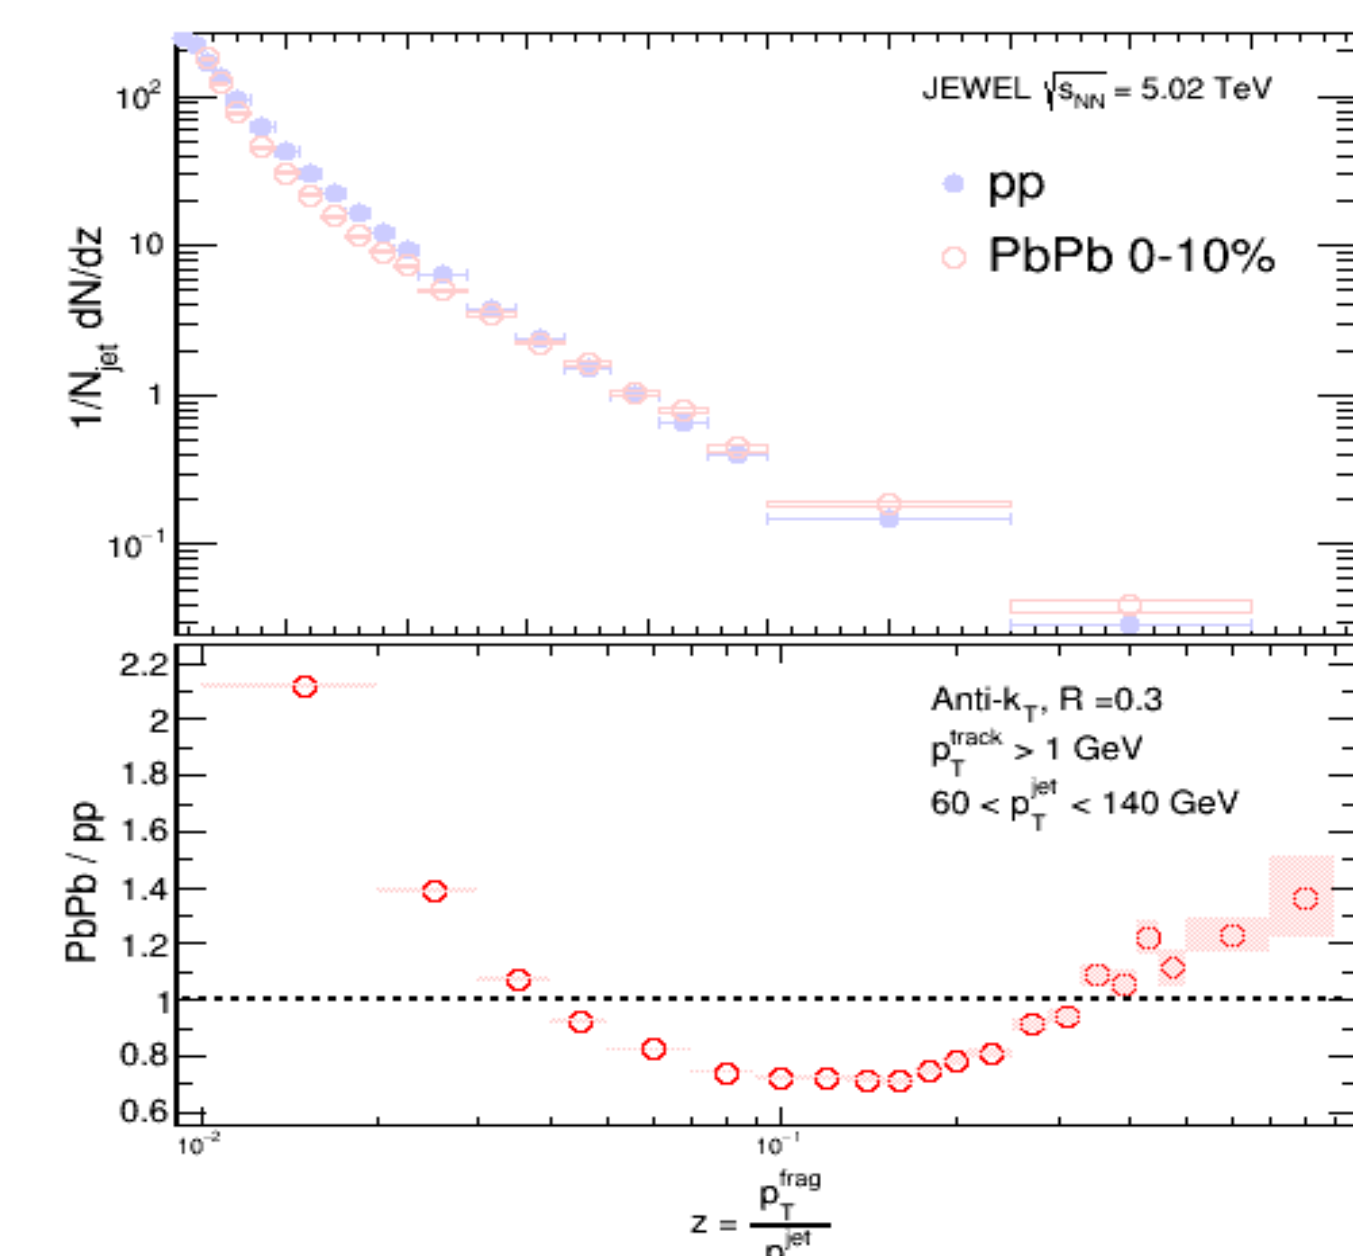 JEWEL √s_NN = 5.02 TeV
pp
PbPb 0-10%
1/N_jet dN/dz
10^2
10
1
10^−1
Anti-k_T, R =0.3
p_T^track > 1 GeV
60 < p_T^jet < 140 GeV
PbPb / pp
2.2
2
1.8
1.6
1.4
1.2
1
0.8
0.6
10^-2
10^-1
z = p_T^frag
p^jet